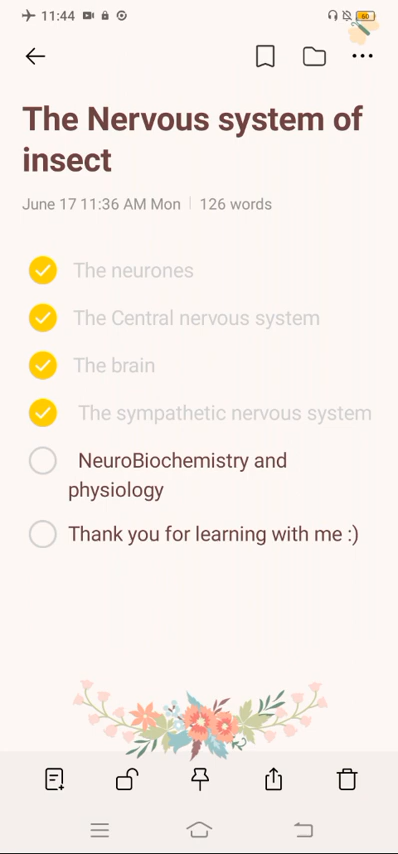 11:44
60
The Nervous system of
insect
June 17 11:36 AM Mon | 126 words
The neurones
The Central nervous system
The brain
The sympathetic nervous system
NeuroBiochemistry and
physiology
Thank you for learning with me :)